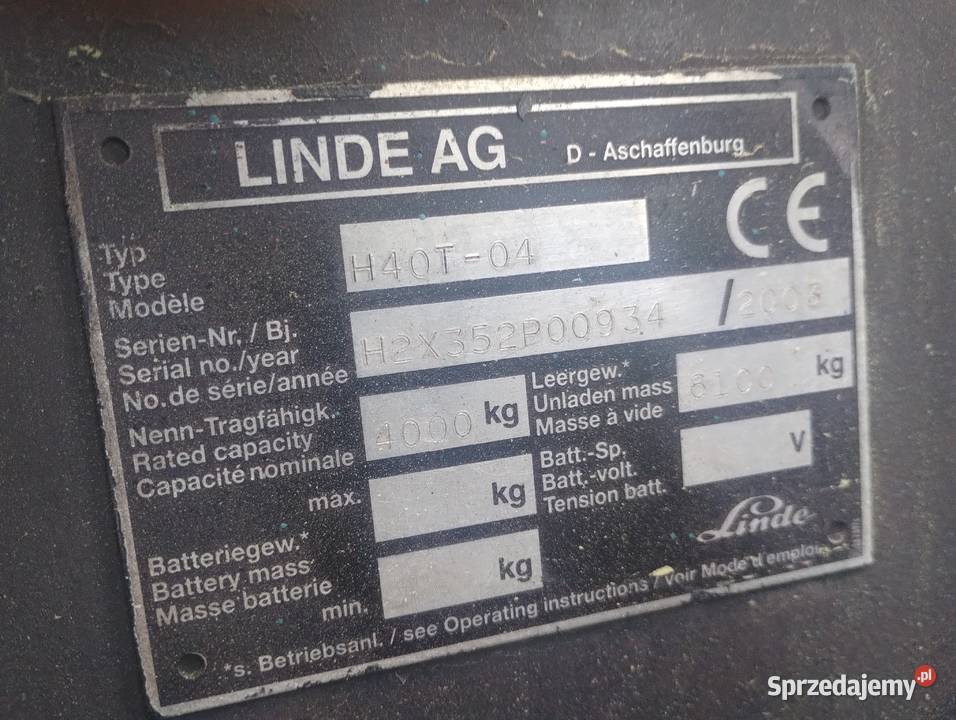 LINDE AG D - Aschaffenburg
CE
Typ
Type
Modèle
H40T-04
Serien-Nr. / Bj.
Serial no./year
No. de série/année
H2X352P00934 / 2003
Nenn-Tragfähigk.
Rated capacity
Capacité nominale
4000 kg
Leergew.*
Unladen mass
Masse à vide
kg
Batt.-Sp.
Batt.-volt.
Tension batt.
V
max.
kg
Batteriegew.*
Battery mass
Masse batterie
min.
kg
Linde
*s. Betriebsanl. / see Operating instructions / voir Mode d'emploi
Sprzedajemy.pl